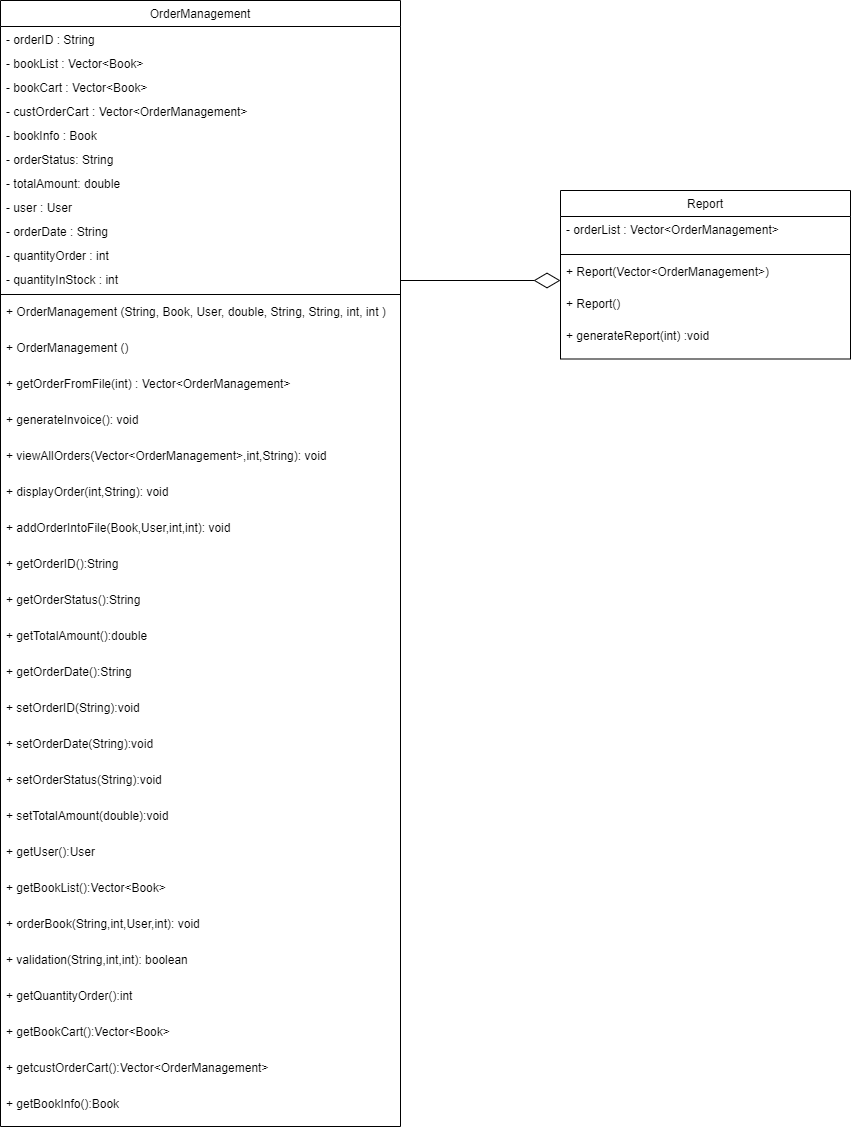 OrderManagement
- orderID : String
- bookList : Vector<Book>
- bookCart : Vector<Book>
- custOrderCart : Vector<OrderManagement>
- bookInfo : Book
- orderStatus: String
- totalAmount: double
- user : User
- orderDate : String
- quantityOrder : int
- quantityInStock : int
+ OrderManagement (String, Book, User, double, String, String, int, int )
+ OrderManagement ()
+ getOrderFromFile(int) : Vector<OrderManagement>
+ generateInvoice(): void
+ viewAllOrders(Vector<OrderManagement>,int,String): void
+ displayOrder(int,String): void
+ addOrderIntoFile(Book,User,int,int): void
+ getOrderID():String
+ getOrderStatus():String
+ getTotalAmount():double
+ getOrderDate():String
+ setOrderID(String):void
+ setOrderDate(String):void
+ setOrderStatus(String):void
+ setTotalAmount(double):void
+ getUser():User
+ getBookList():Vector<Book>
+ orderBook(String,int,User,int): void
+ validation(String,int,int): boolean
+ getQuantityOrder():int
+ getBookCart():Vector<Book>
+ getcustOrderCart():Vector<OrderManagement>
+ getBookInfo():Book
Report
- orderList : Vector<OrderManagement>
+ Report(Vector<OrderManagement>)
+ Report()
+ generateReport(int) :void